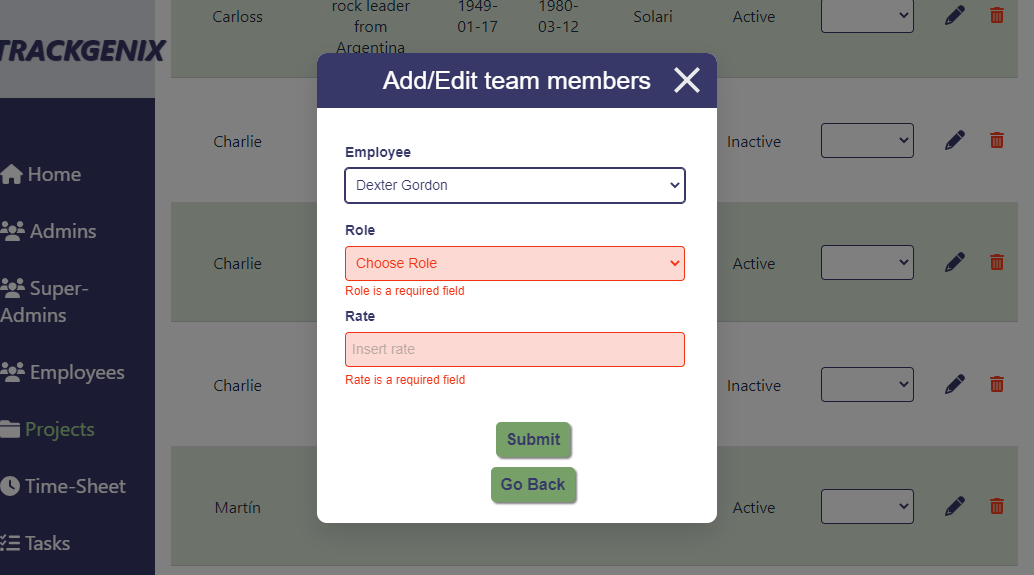 Carloss
rock leader
from
Argentina
1949-
01-17
1980-
03-12
Solari
Active
TRACKGENIX
Add/Edit team members
Charlie
Inactive
Employee
Dexter Gordon
Home
Admins
Role
Charlie
Choose Role
Active
Super-
Admins
Role is a required field
Rate
Insert rate
Employees
Rate is a required field
Charlie
Inactive
Projects
Submit
Go Back
Time-Sheet
Martín
Active
Tasks